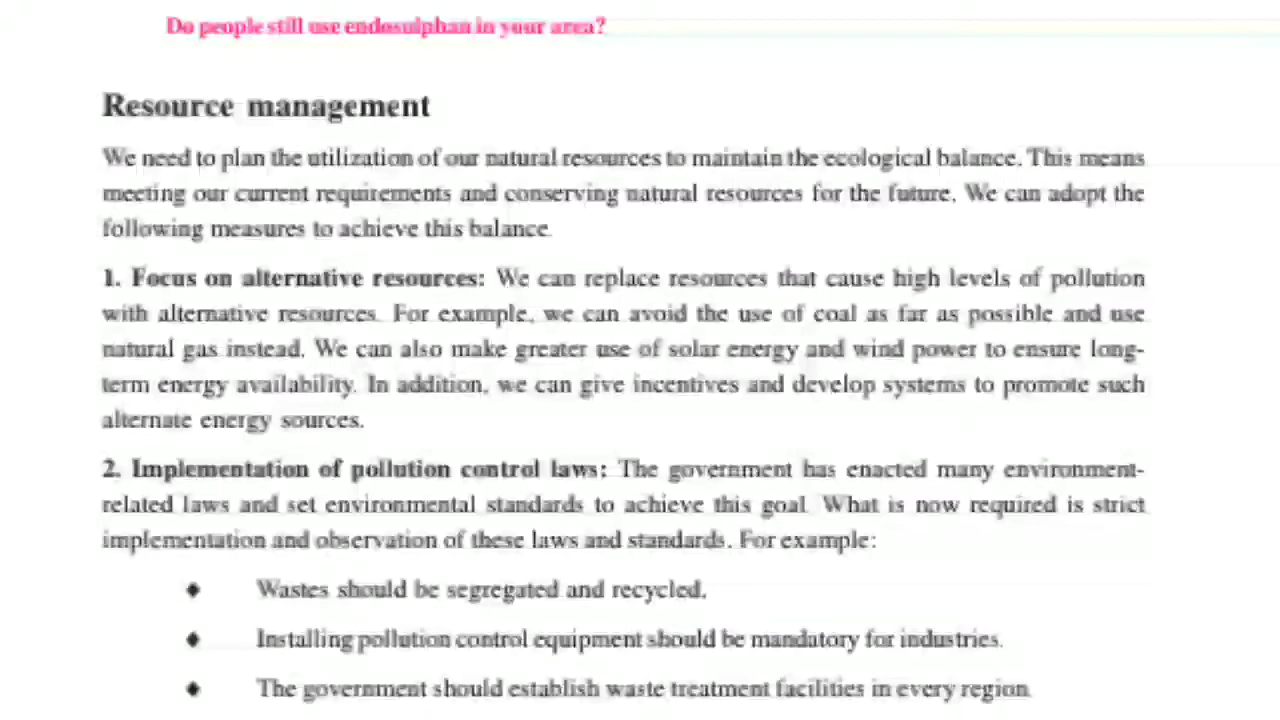 Do people still use endosulphan in your area?
Resource management
We need to plan the utilization of our natural resources to maintain the ecological balance. This means
meeting our current requirements and conserving natural resources for the future. We can adopt the
following measures to achieve this balance.
1. Focus on alternative resources: We can replace resources that cause high levels of pollution
with alternative resources. For example, we can avoid the use of coal as far as possible and use
natural gas instead. We can also make greater use of solar energy and wind power to ensure long-
term energy availability. In addition, we can give incentives and develop systems to promote such
alternate energy sources.
2. Implementation of pollution control laws: The government has enacted many environment-
related laws and set environmental standards to achieve this goal. What is now required is strict
implementation and observation of these laws and standards. For example:
♦ Wastes should be segregated and recycled.
♦ Installing pollution control equipment should be mandatory for industries.
♦ The government should establish waste treatment facilities in every region.